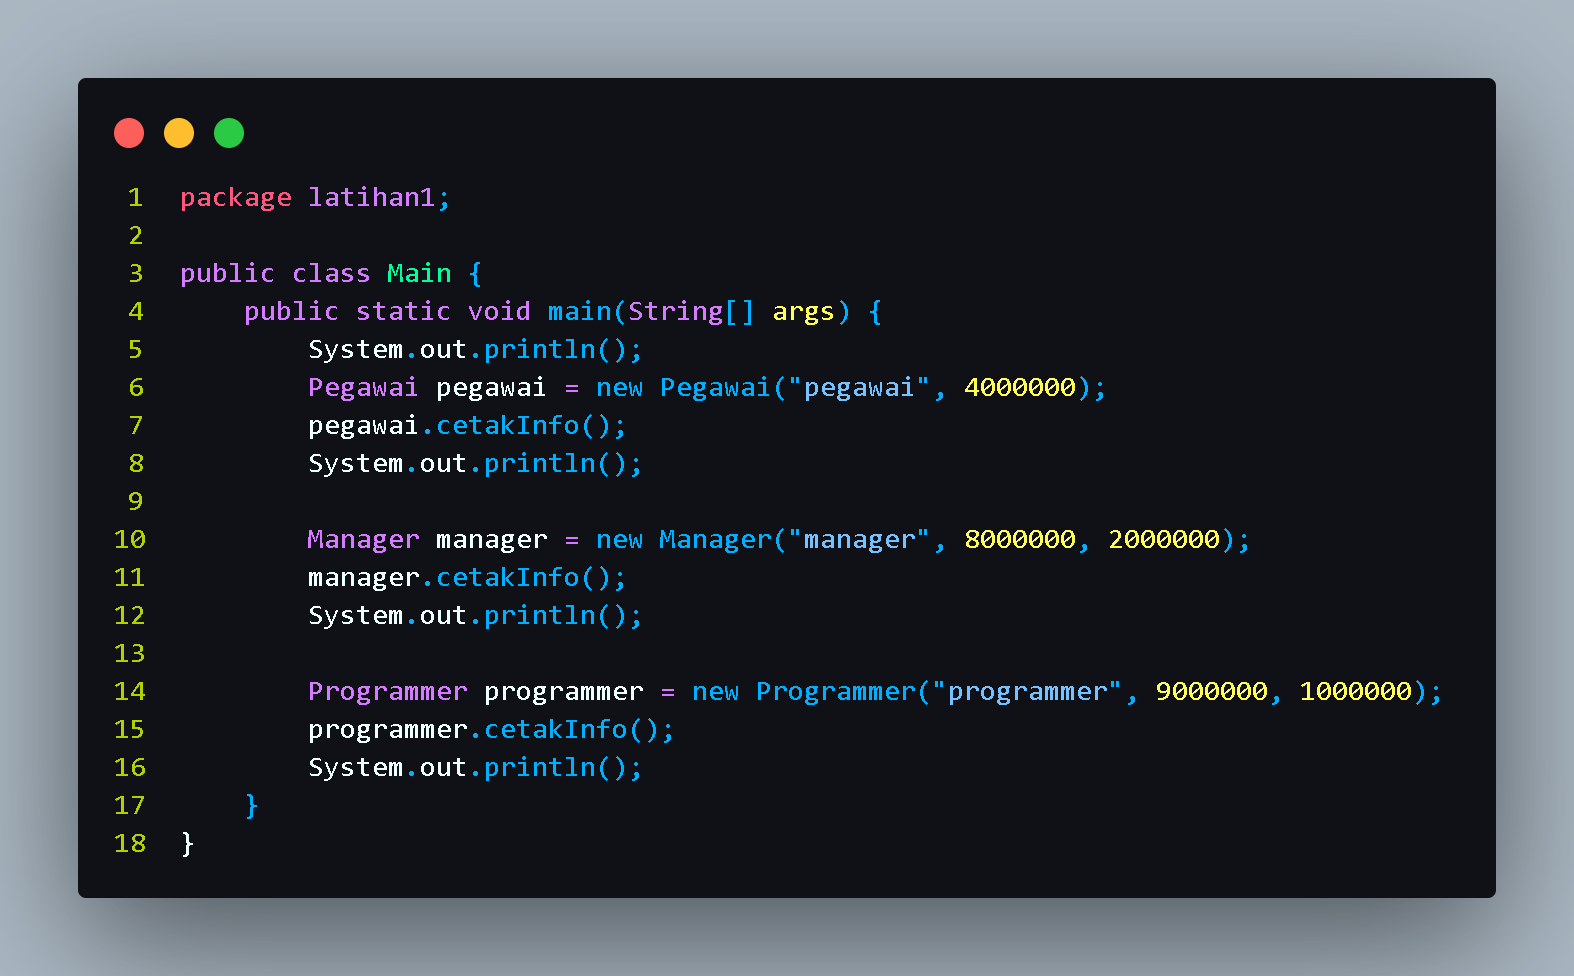 1 package latihan1;
2
3 public class Main {
4     public static void main(String[] args) {
5         System.out.println();
6         Pegawai pegawai = new Pegawai("pegawai", 4000000);
7         pegawai.cetakInfo();
8         System.out.println();
9
10         Manager manager = new Manager("manager", 8000000, 2000000);
11         manager.cetakInfo();
12         System.out.println();
13
14         Programmer programmer = new Programmer("programmer", 9000000, 1000000);
15         programmer.cetakInfo();
16         System.out.println();
17     }
18 }